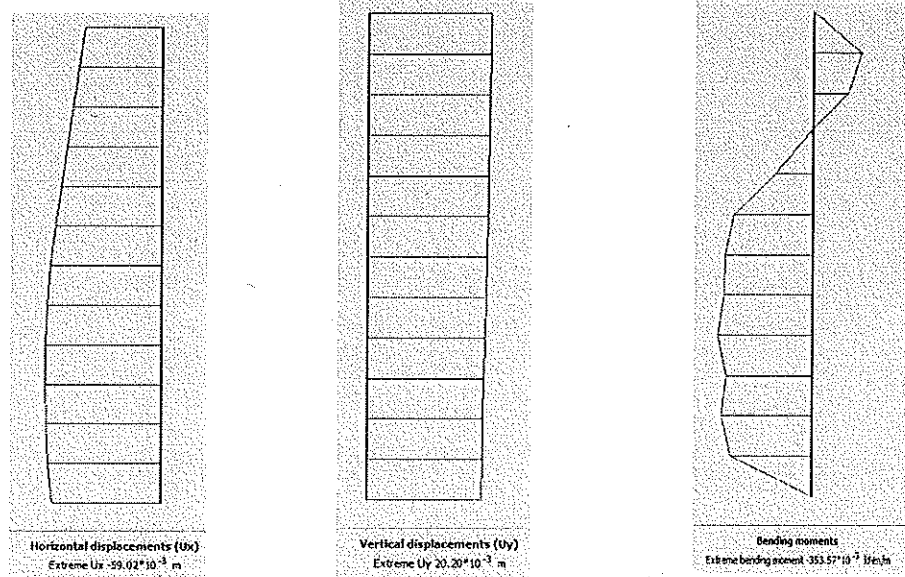 Horizontal displacements (Ux)
Extreme Ux -59.02*10⁻³ m
Vertical displacements (Uy)
Extreme Uy 20.20*10⁻³ m
Bending moments
Extreme bending moment -353.57*10⁻³ kNm/m